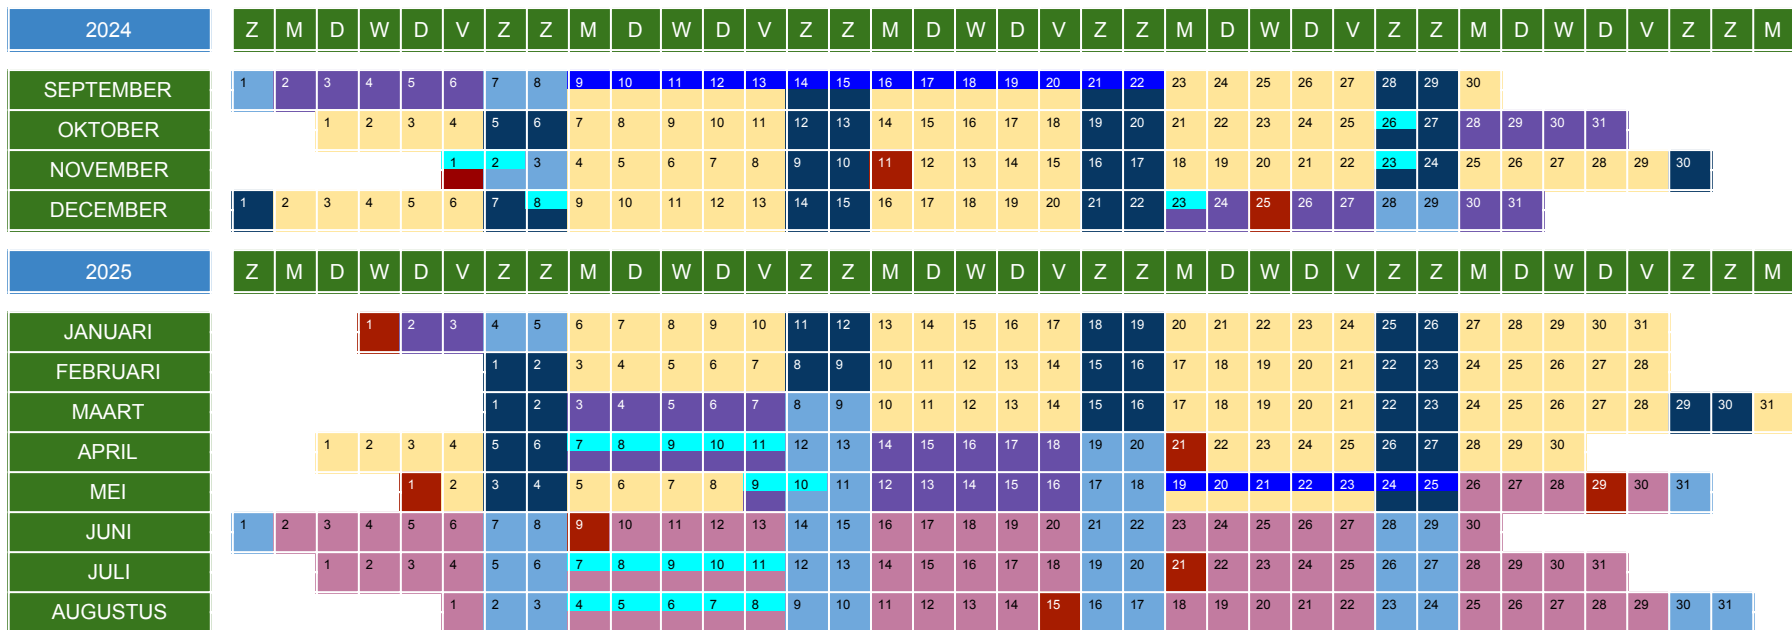 2024 Z M D W D V Z Z M D W D V Z Z M D W D V Z Z M D W D V Z Z M D W D V Z Z M
SEPTEMBER 1 2 3 4 5 6 7 8 9 10 11 12 13 14 15 16 17 18 19 20 21 22 23 24 25 26 27 28 29 30
OKTOBER 1 2 3 4 5 6 7 8 9 10 11 12 13 14 15 16 17 18 19 20 21 22 23 24 25 26 27 28 29 30 31
NOVEMBER 1 2 3 4 5 6 7 8 9 10 11 12 13 14 15 16 17 18 19 20 21 22 23 24 25 26 27 28 29 30
DECEMBER 1 2 3 4 5 6 7 8 9 10 11 12 13 14 15 16 17 18 19 20 21 22 23 24 25 26 27 28 29 30 31
2025 Z M D W D V Z Z M D W D V Z Z M D W D V Z Z M D W D V Z Z M D W D V Z Z M
JANUARI 1 2 3 4 5 6 7 8 9 10 11 12 13 14 15 16 17 18 19 20 21 22 23 24 25 26 27 28 29 30 31
FEBRUARI 1 2 3 4 5 6 7 8 9 10 11 12 13 14 15 16 17 18 19 20 21 22 23 24 25 26 27 28
MAART 1 2 3 4 5 6 7 8 9 10 11 12 13 14 15 16 17 18 19 20 21 22 23 24 25 26 27 28 29 30 31
APRIL 1 2 3 4 5 6 7 8 9 10 11 12 13 14 15 16 17 18 19 20 21 22 23 24 25 26 27 28 29 30
MEI 1 2 3 4 5 6 7 8 9 10 11 12 13 14 15 16 17 18 19 20 21 22 23 24 25 26 27 28 29 30 31
JUNI 1 2 3 4 5 6 7 8 9 10 11 12 13 14 15 16 17 18 19 20 21 22 23 24 25 26 27 28 29 30
JULI 1 2 3 4 5 6 7 8 9 10 11 12 13 14 15 16 17 18 19 20 21 22 23 24 25 26 27 28 29 30 31
AUGUSTUS 1 2 3 4 5 6 7 8 9 10 11 12 13 14 15 16 17 18 19 20 21 22 23 24 25 26 27 28 29 30 31